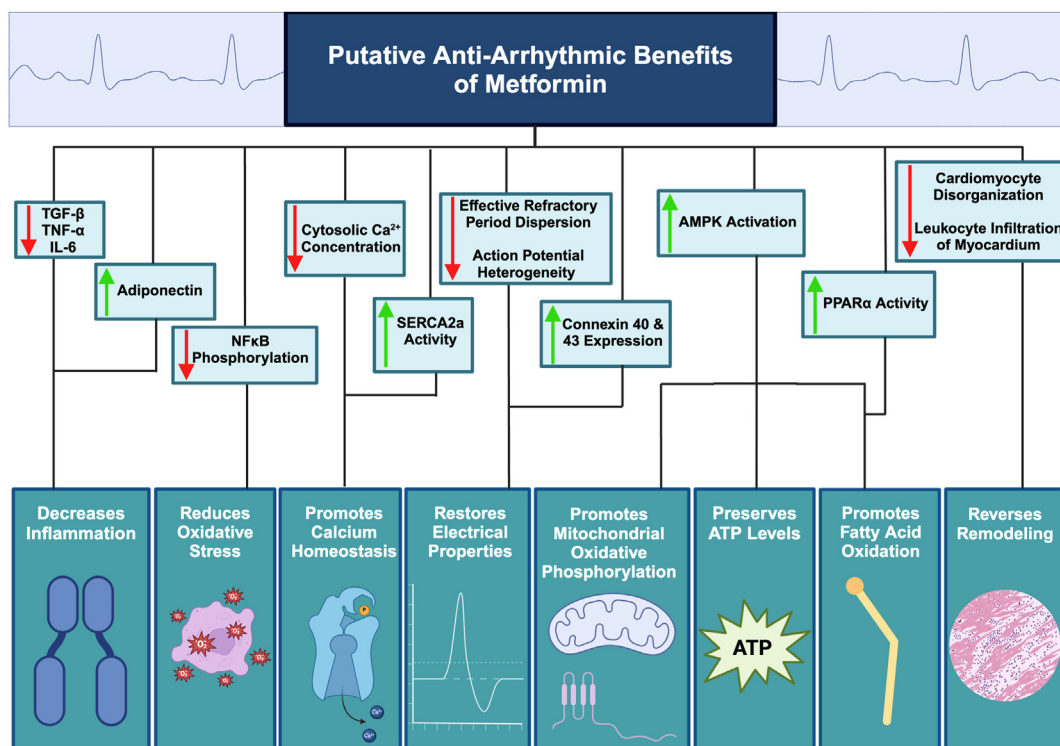 Putative Anti-Arrhythmic Benefits
of Metformin
TGF-β
TNF-α
IL-6
Adiponectin
NFκB
Phosphorylation
Cytosolic Ca²⁺
Concentration
SERCA2a
Activity
Effective Refractory
Period Dispersion
Action Potential
Heterogeneity
Connexin 40 &
43 Expression
AMPK Activation
PPARα Activity
Cardiomyocyte
Disorganization
Leukocyte Infiltration
of Myocardium
Decreases
Inflammation
Reduces
Oxidative
Stress
Promotes
Calcium
Homeostasis
Restores
Electrical
Properties
Promotes
Mitochondrial
Oxidative
Phosphorylation
Preserves
ATP Levels
Promotes
Fatty Acid
Oxidation
Reverses
Remodeling
P
Ca²⁺
Ca²⁺
ATP